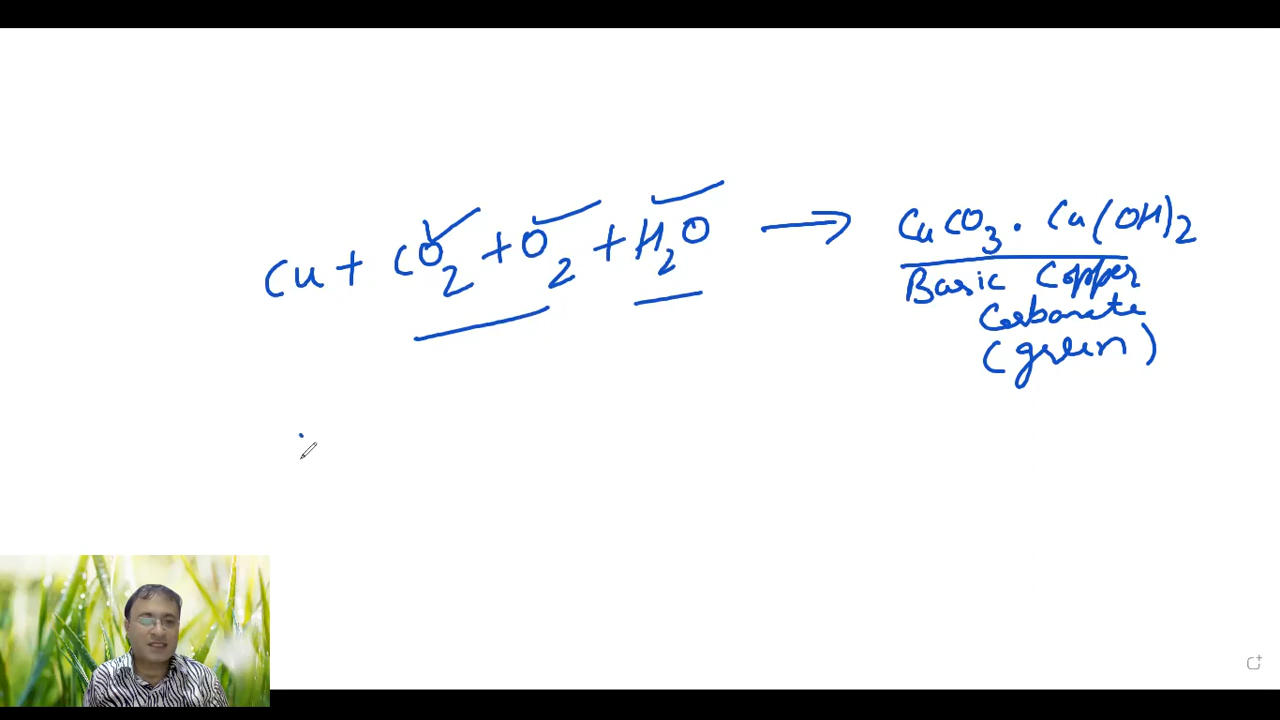 Cu + CO2 + O2 + H2O → CuCO3 . Cu(OH)2
Basic Copper
Carbonate
(green)